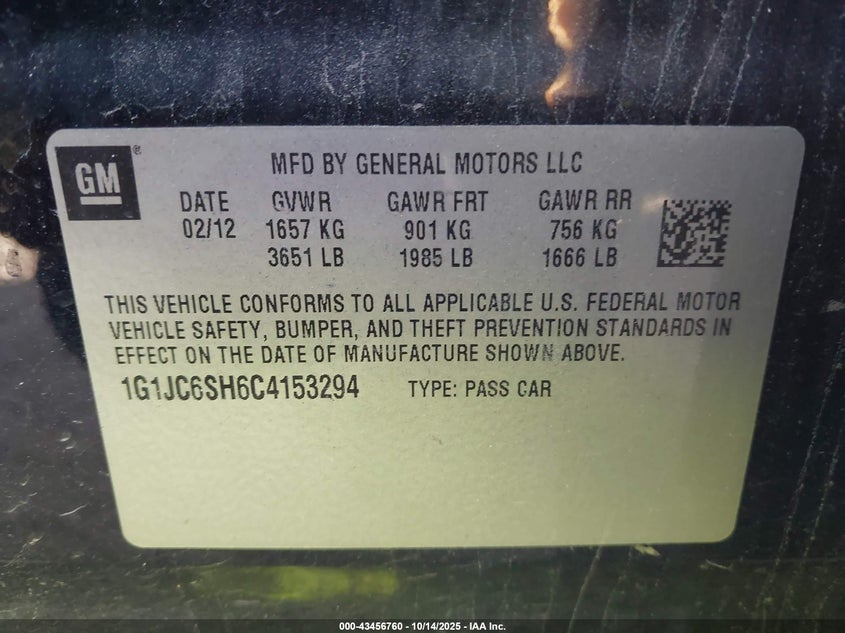 GM ®
MFD BY GENERAL MOTORS LLC
DATE GVWR GAWR FRT GAWR RR
02/12 1657 KG 901 KG 756 KG
3651 LB 1985 LB 1666 LB
THIS VEHICLE CONFORMS TO ALL APPLICABLE U.S. FEDERAL MOTOR
VEHICLE SAFETY, BUMPER, AND THEFT PREVENTION STANDARDS IN
EFFECT ON THE DATE OF MANUFACTURE SHOWN ABOVE.
1G1JC6SH6C4153294 TYPE: PASS CAR
000-43456760 - 10/14/2025 - IAA Inc.